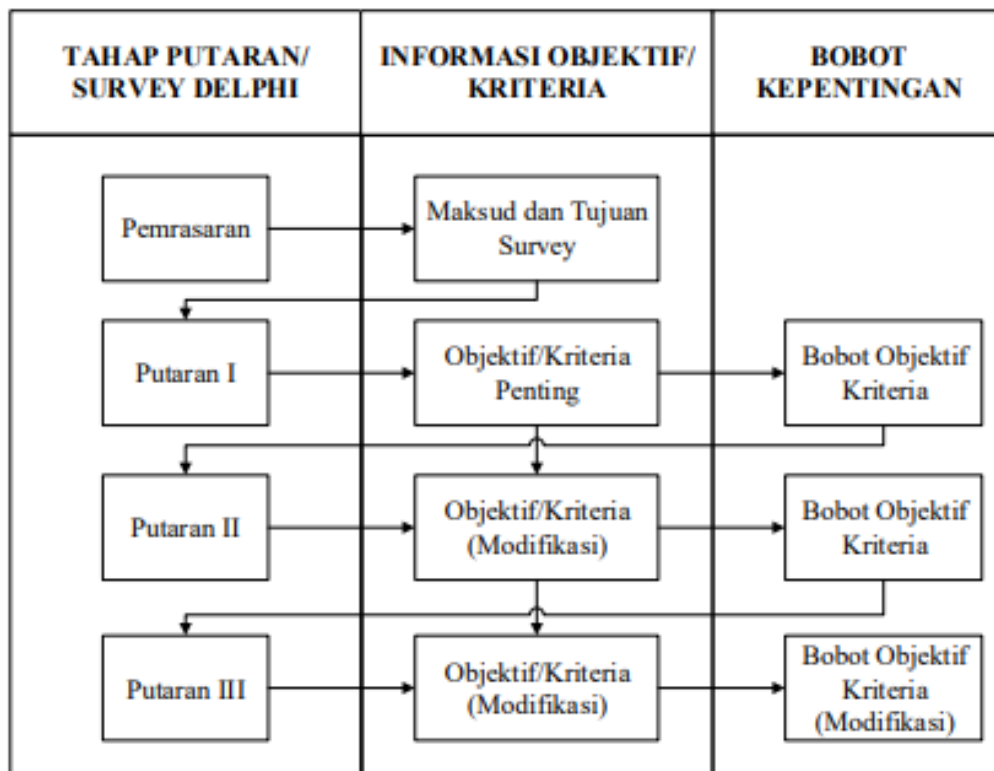 TAHAP PUTARAN/
SURVEY DELPHI
INFORMASI OBJEKTIF/
KRITERIA
BOBOT
KEPENTINGAN
Pemrasaran
Maksud dan Tujuan
Survey
Putaran I
Objektif/Kriteria
Penting
Bobot Objektif
Kriteria
Putaran II
Objektif/Kriteria
(Modifikasi)
Bobot Objektif
Kriteria
Putaran III
Objektif/Kriteria
(Modifikasi)
Bobot Objektif
Kriteria
(Modifikasi)